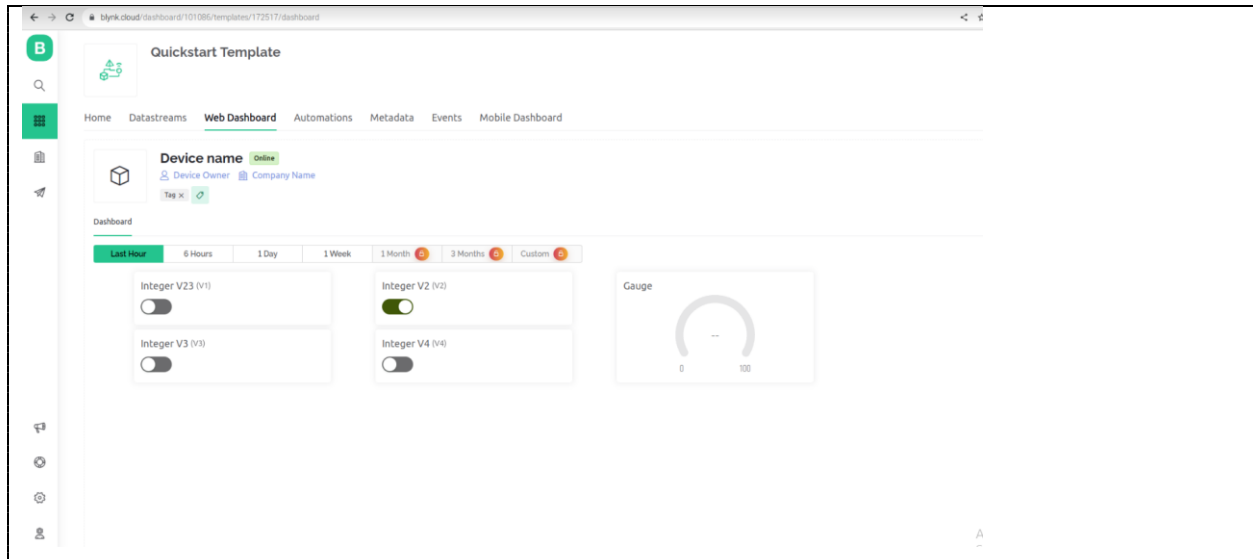 blynk.cloud/dashboard/101086/templates/172517/dashboard
B
Quickstart Template
Home Datastreams Web Dashboard Automations Metadata Events Mobile Dashboard
Device name Online
Device Owner Company Name
Tag ×
Dashboard
Last Hour 6 Hours 1 Day 1 Week 1 Month 3 Months Custom
Integer V23 (V1) Integer V2 (V2) Gauge
--
Integer V3 (V3) Integer V4 (V4)
0 100
A